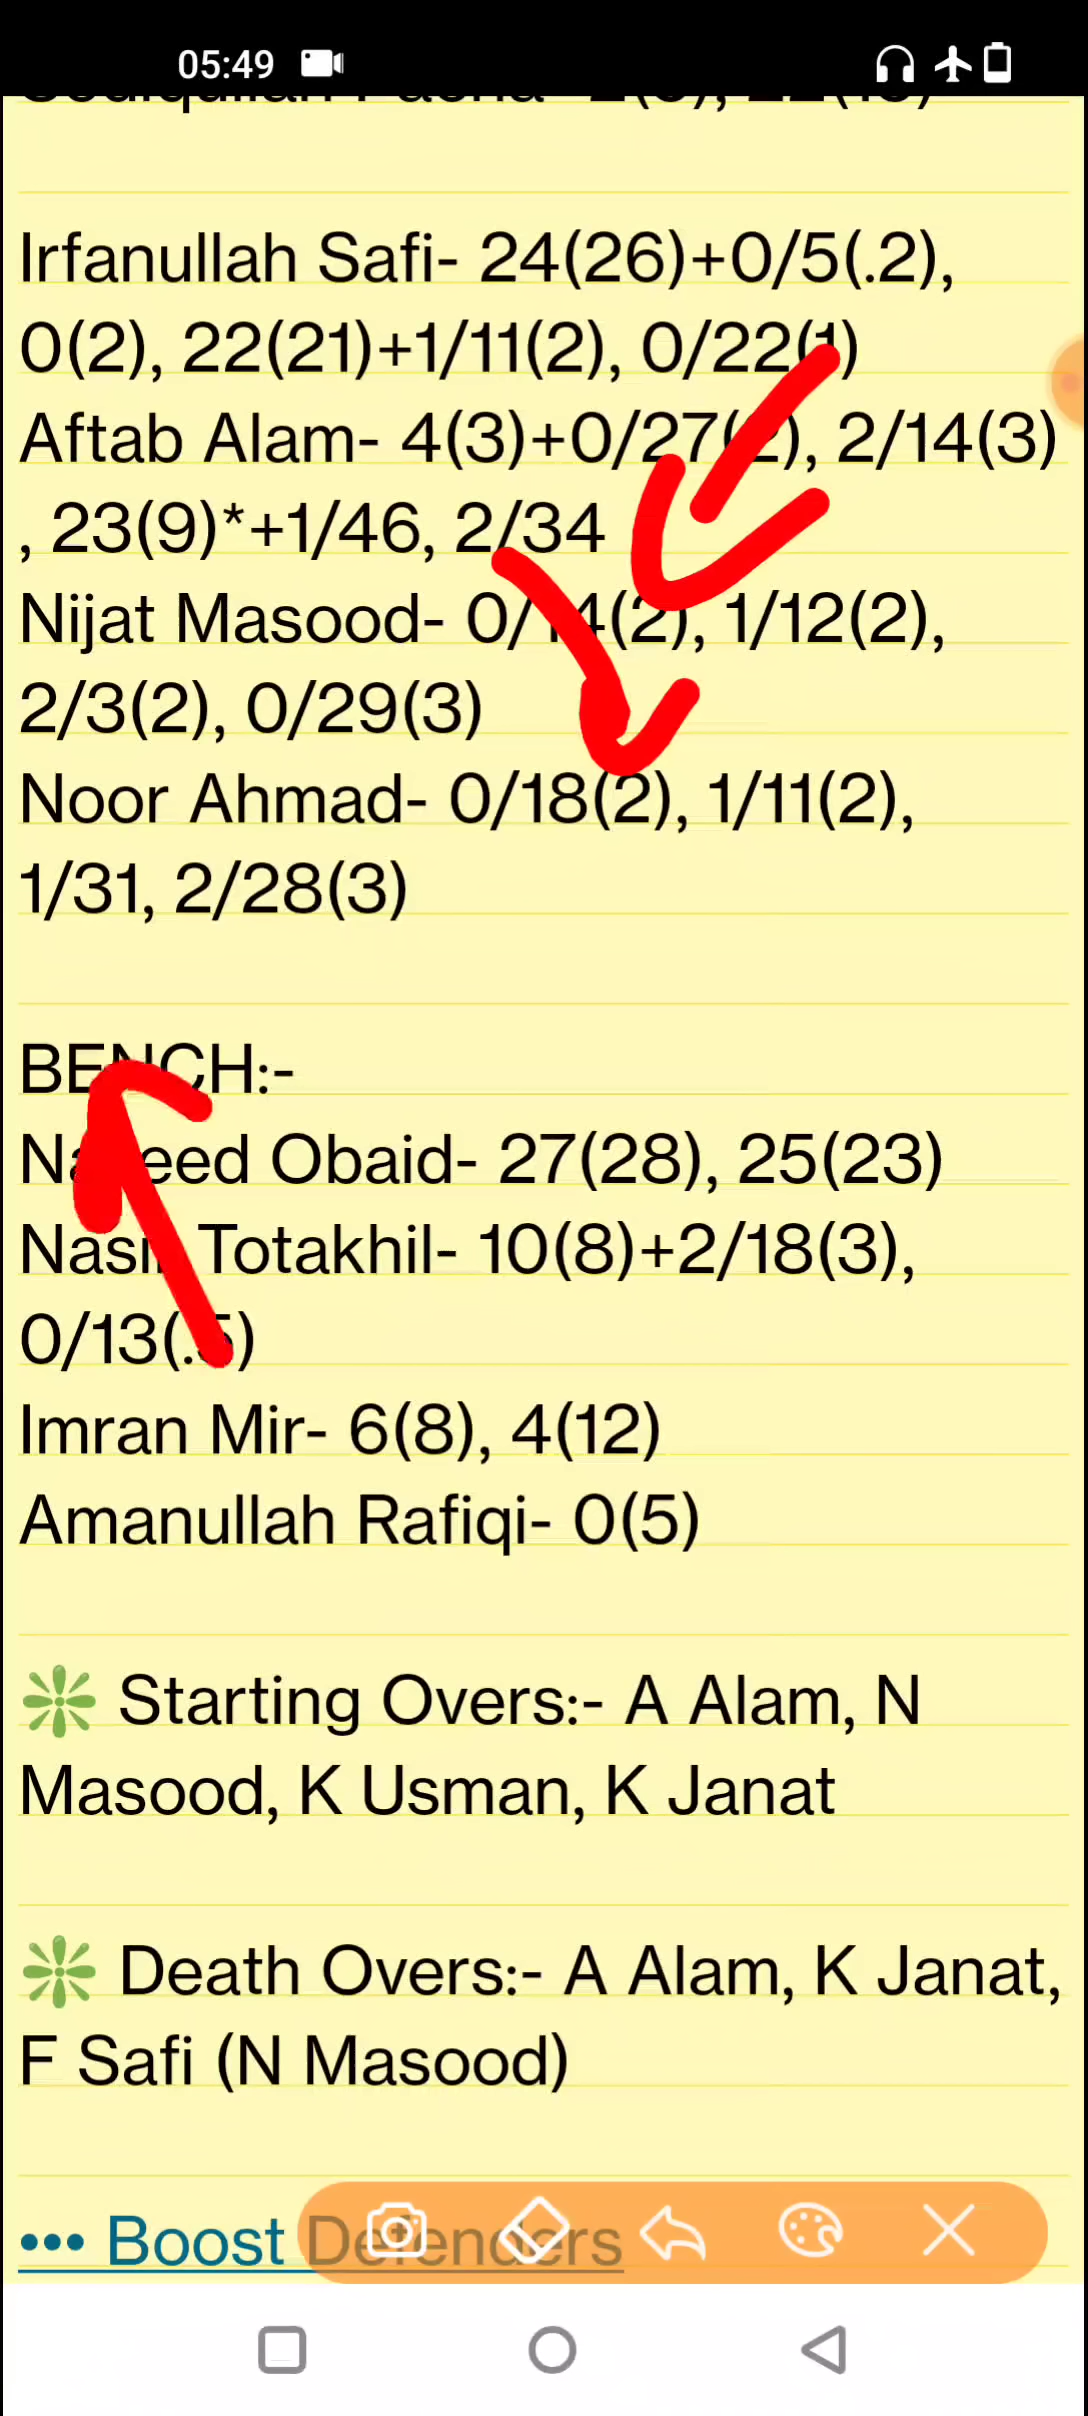 05:49
Irfanullah Safi- 24(26)+0/5(.2),
0(2), 22(21)+1/11(2), 0/22(1)
Aftab Alam- 4(3)+0/27(2), 2/14(3)
, 23(9)*+1/46, 2/34
Nijat Masood- 0/14(2), 1/12(2),
2/3(2), 0/29(3)
Noor Ahmad- 0/18(2), 1/11(2),
1/31, 2/28(3)
BENCH:-
Obaid- 27(28), 25(23)
Totakhil- 10(8)+2/18(3),
0/13(.5)
Imran Mir- 6(8), 4(12)
Amanullah Rafiqi- 0(5)
Starting Overs:- A Alam, N
Masood, K Usman, K Janat
Death Overs:- A Alam, K Janat,
F Safi (N Masood)
••• Boost Defenders